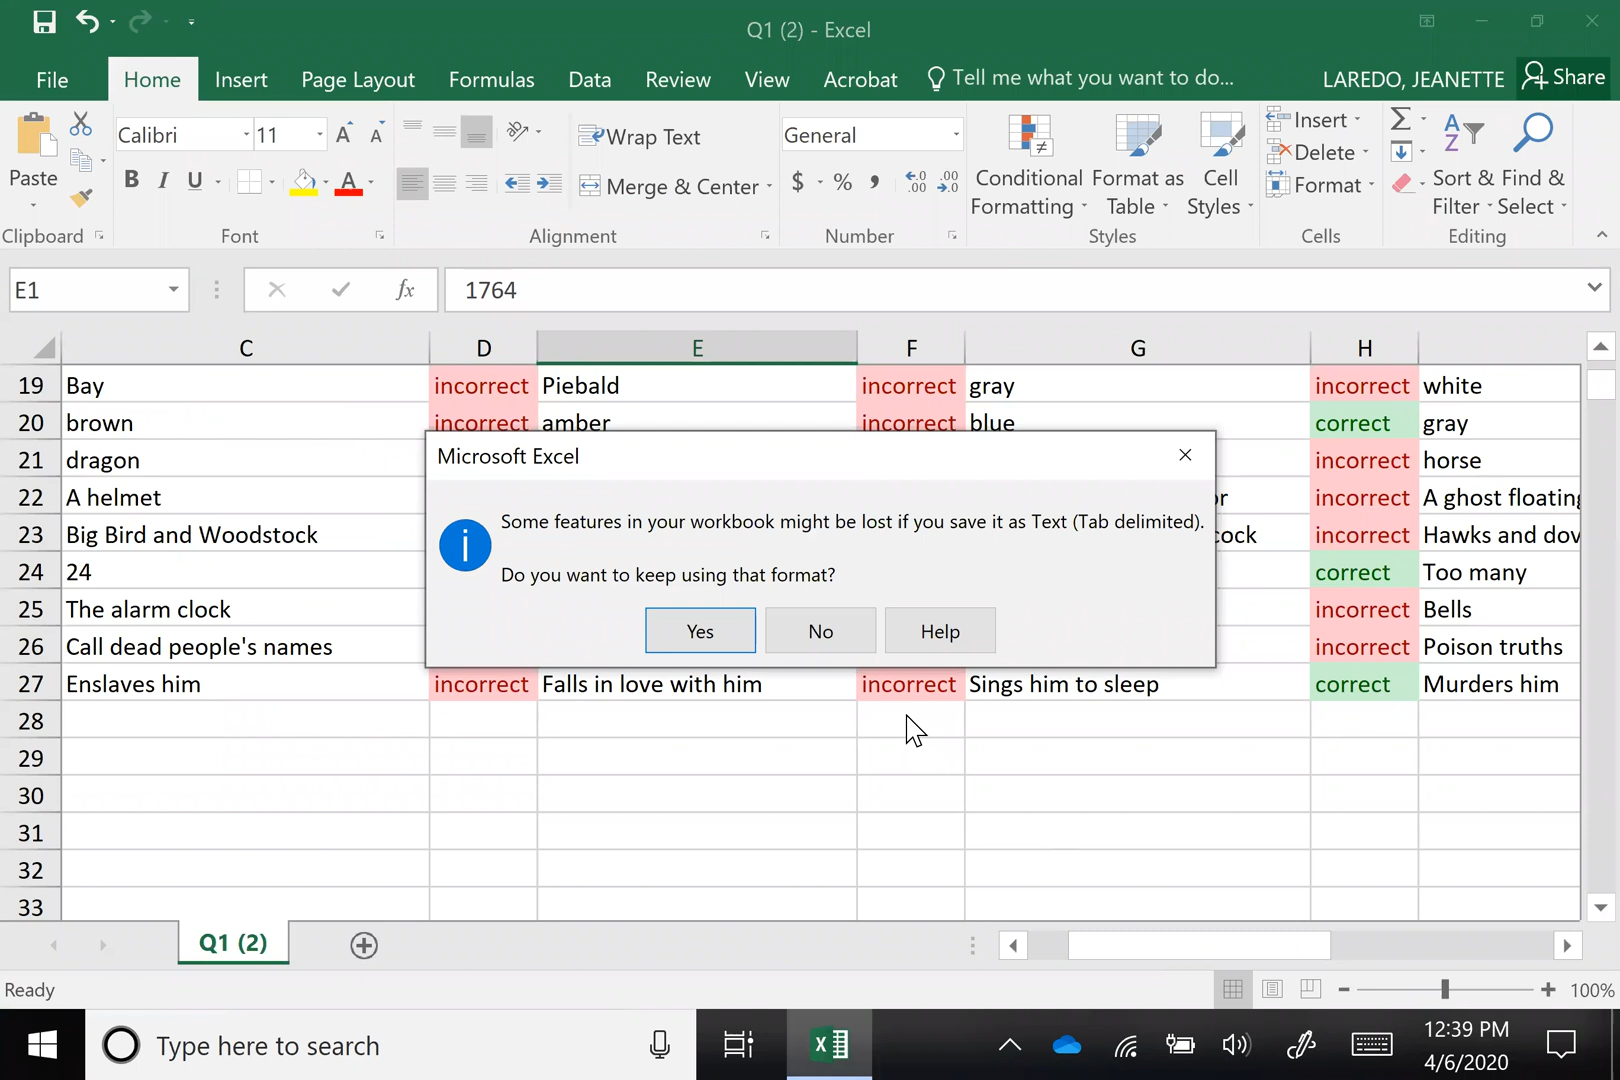 Q1 (2) - Excel
File Home Insert Page Layout Formulas Data Review View Acrobat Tell me what you want to do... LAREDO, JEANETTE Share
Paste
Clipboard
Calibri 11 A A
B I U A
Font
Wrap Text
Merge & Center
Alignment
General
$ % , .00 .00
Number
Conditional Formatting
Format as Table
Cell Styles
Styles
Insert
Delete
Format
Cells
Sort & Filter
Find & Select
Editing
E1 fx 1764
C D E F G H
19 Bay incorrect Piebald incorrect gray incorrect white
20 brown incorrect amber incorrect blue correct gray
21 dragon incorrect horse
22 A helmet incorrect A ghost floating
23 Big Bird and Woodstock cock incorrect Hawks and dov
24 24 correct Too many
25 The alarm clock incorrect Bells
26 Call dead people's names incorrect Poison truths
27 Enslaves him incorrect Falls in love with him incorrect Sings him to sleep correct Murders him
28
29
30
31
32
33
Microsoft Excel
Some features in your workbook might be lost if you save it as Text (Tab delimited).
Do you want to keep using that format?
Yes No Help
Q1 (2)
Ready 100%
Type here to search
12:39 PM
4/6/2020